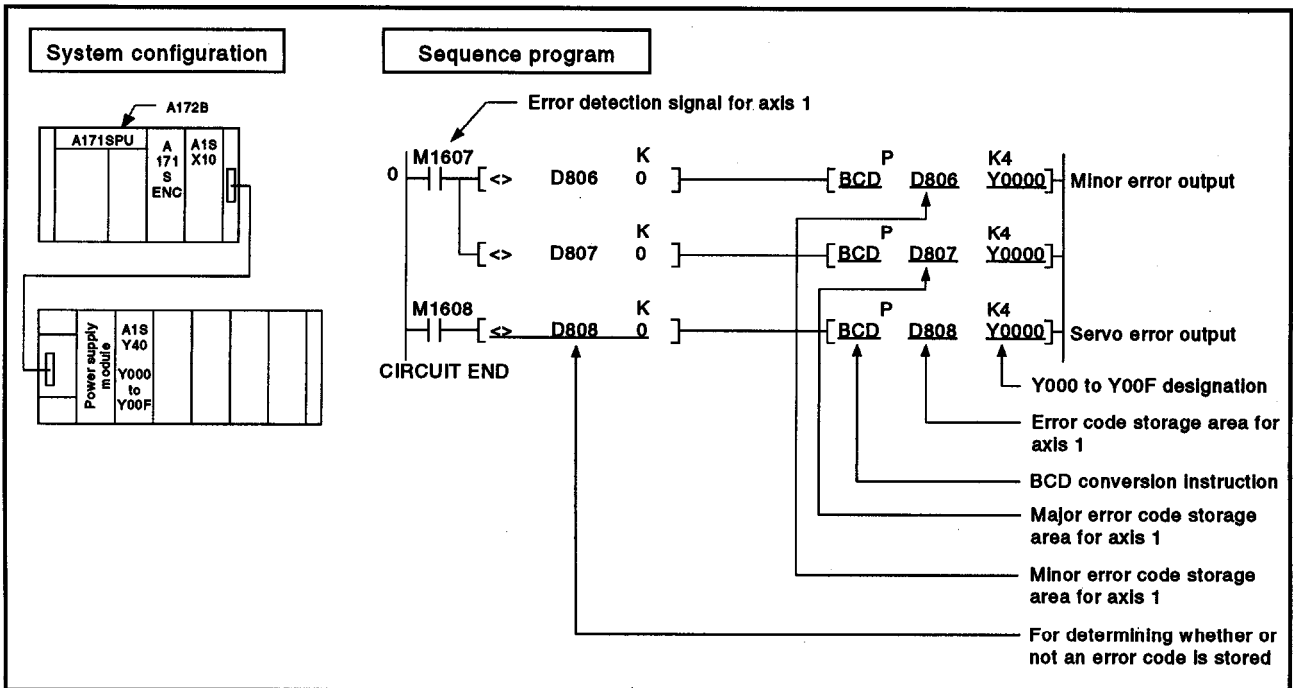 System configuration
A172B
A171SPU
A
171
S
ENC
A1S
X10
Power supply
module
A1S
Y40
Y000
to
Y00F
Sequence program
Error detection signal for axis 1
0 M1607 <> D806 K 0 BCD P D806 K4 Y0000 Minor error output
<> D807 K 0 BCD P D807 K4 Y0000
M1608 <> D808 K 0 BCD P D808 K4 Y0000 Servo error output
CIRCUIT END
Y000 to Y00F designation
Error code storage area for
axis 1
BCD conversion instruction
Major error code storage
area for axis 1
Minor error code storage
area for axis 1
For determining whether or
not an error code is stored